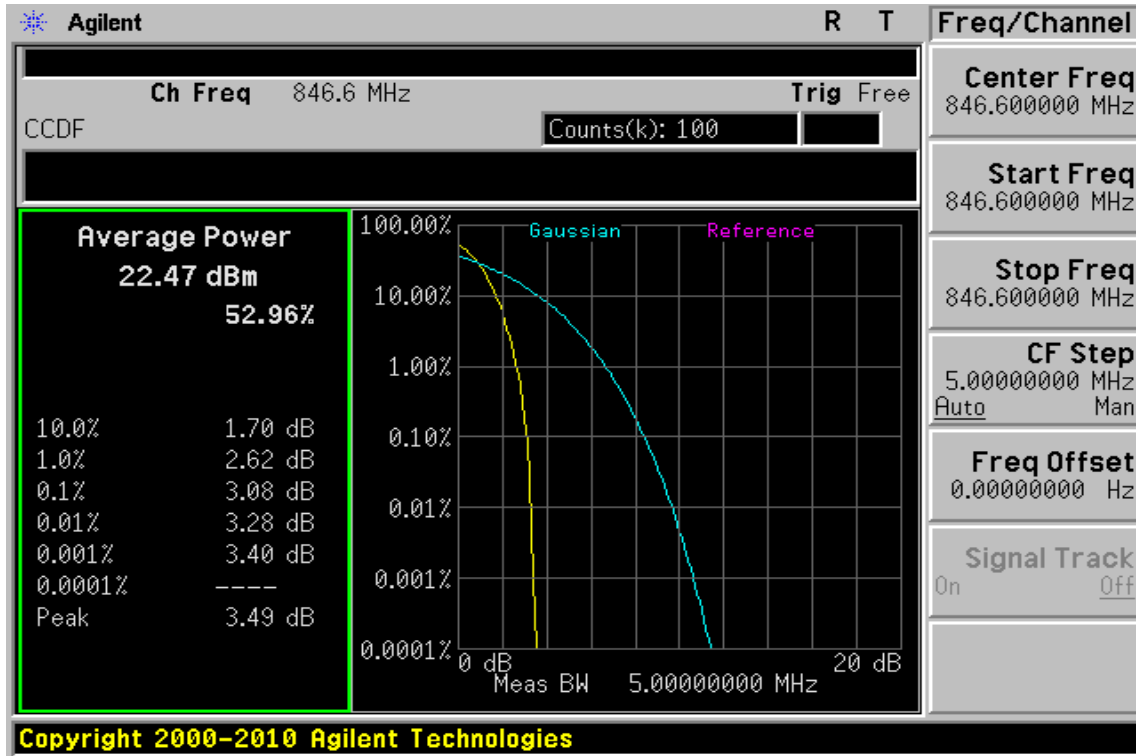 Agilent R T
Ch Freq 846.6 MHz Trig Free
CCDF Counts(k): 100
Average Power
22.47 dBm
52.96%
10.0% 1.70 dB
1.0% 2.62 dB
0.1% 3.08 dB
0.01% 3.28 dB
0.001% 3.40 dB
0.0001% ----
Peak 3.49 dB
Gaussian Reference
100.00%
10.00%
1.00%
0.10%
0.01%
0.001%
0.0001%
0 dB 20 dB
Meas BW 5.00000000 MHz
Freq/Channel
Center Freq
846.600000 MHz
Start Freq
846.600000 MHz
Stop Freq
846.600000 MHz
CF Step
5.00000000 MHz
Auto Man
Freq Offset
0.00000000 Hz
Signal Track
On Off
Copyright 2000-2010 Agilent Technologies